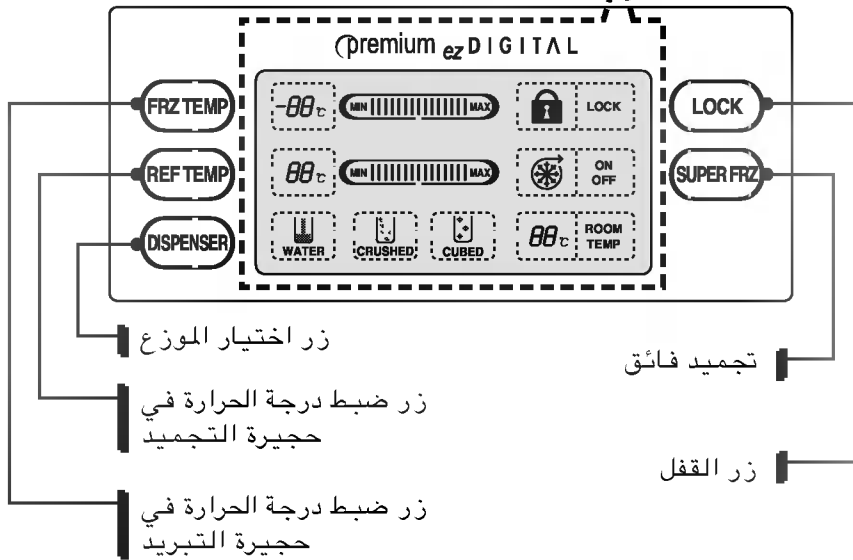 premium ez DIGITAL
FRZ TEMP
-88 °C
MIN MAX
LOCK
LOCK
REF TEMP
88 °C
MIN MAX
ON
OFF
SUPER FRZ
DISPENSER
WATER
CRUSHED
CUBED
88 °C
ROOM
TEMP
زر اختيار الموزع
تجميد فائق
زر ضبط درجة الحرارة في
حجيرة التجميد
زر القفل
زر ضبط درجة الحرارة في
حجيرة التبريد